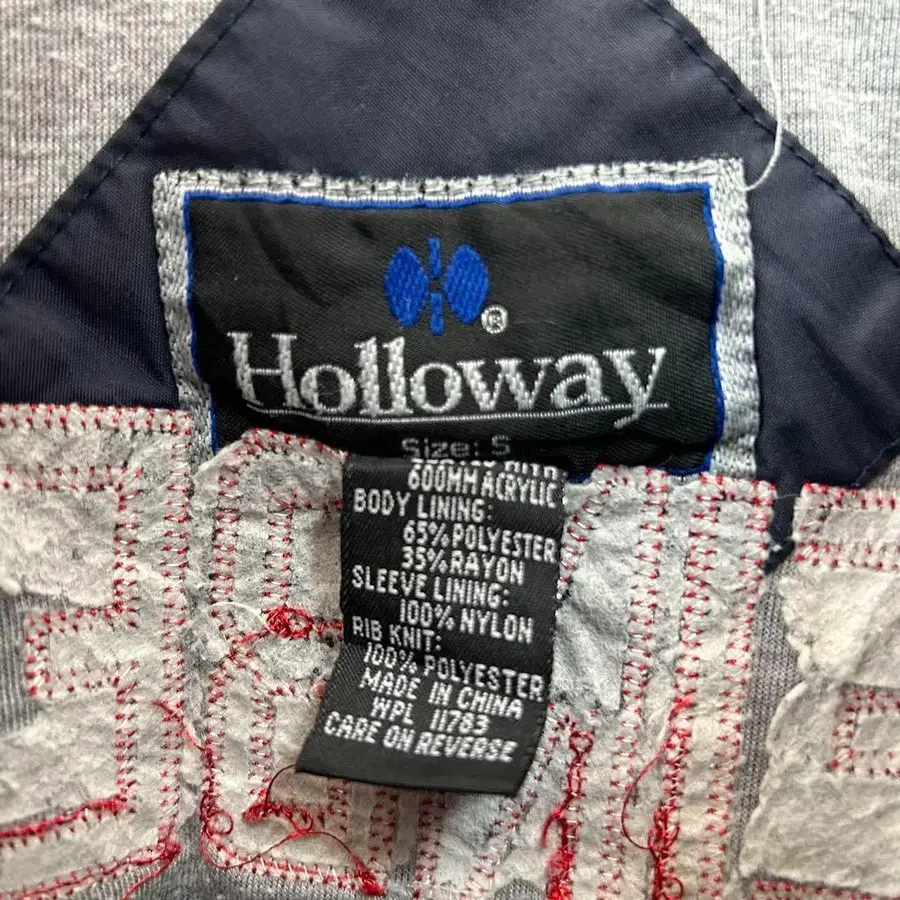 ®
Holloway
Size: S
600MM ACRYLIC
BODY LINING:
65% POLYESTER
35% RAYON
SLEEVE LINING:
100% NYLON
RIB KNIT:
100% POLYESTER
MADE IN CHINA
WPL 11783
CARE ON REVERSE